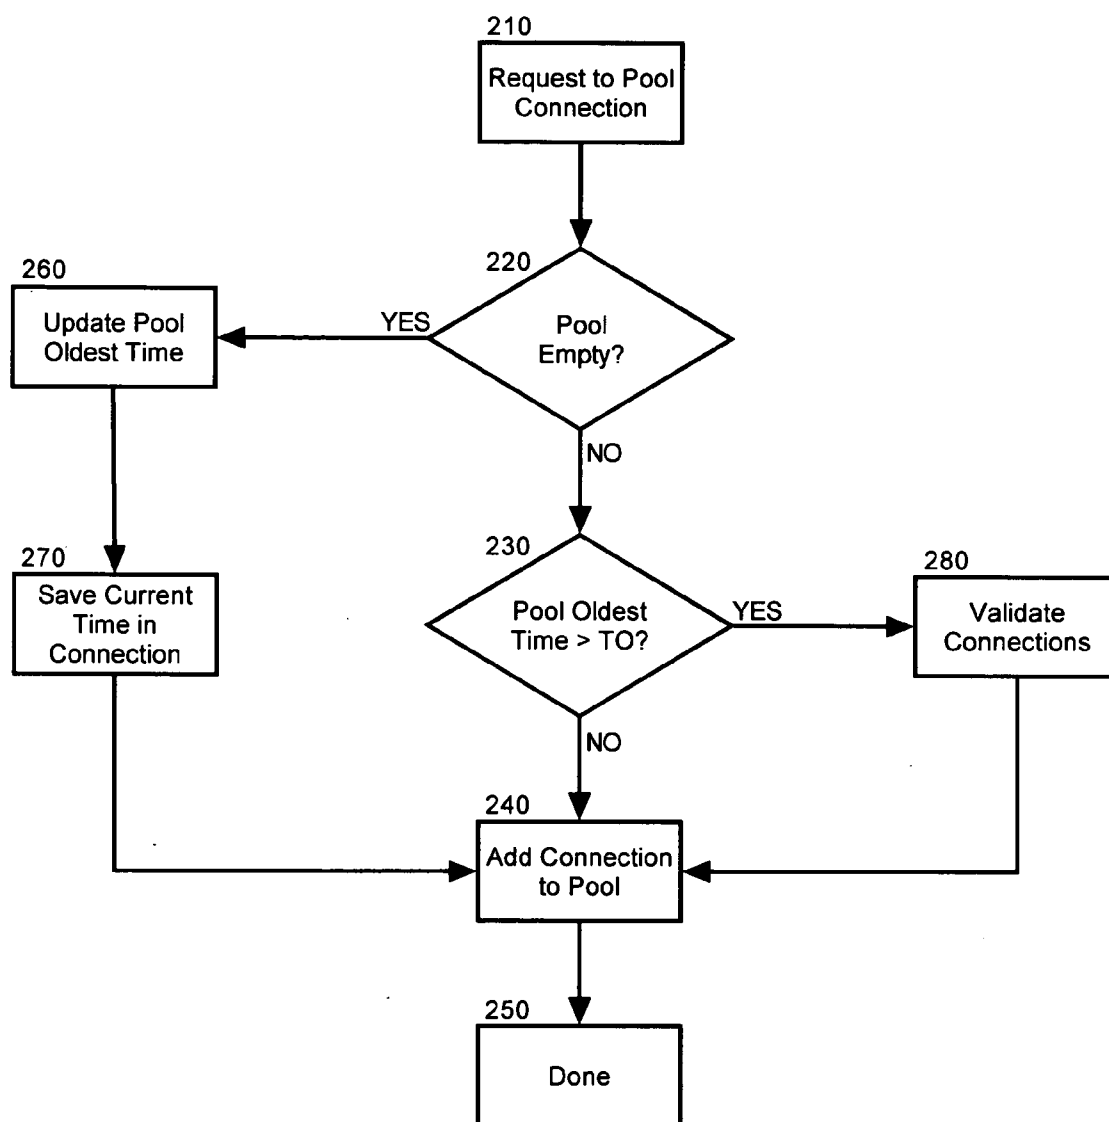 210
Request to Pool
Connection
220
Pool
Empty?
YES
NO
260
Update Pool
Oldest Time
270
Save Current
Time in
Connection
230
Pool Oldest
Time > TO?
YES
NO
280
Validate
Connections
240
Add Connection
to Pool
250
Done